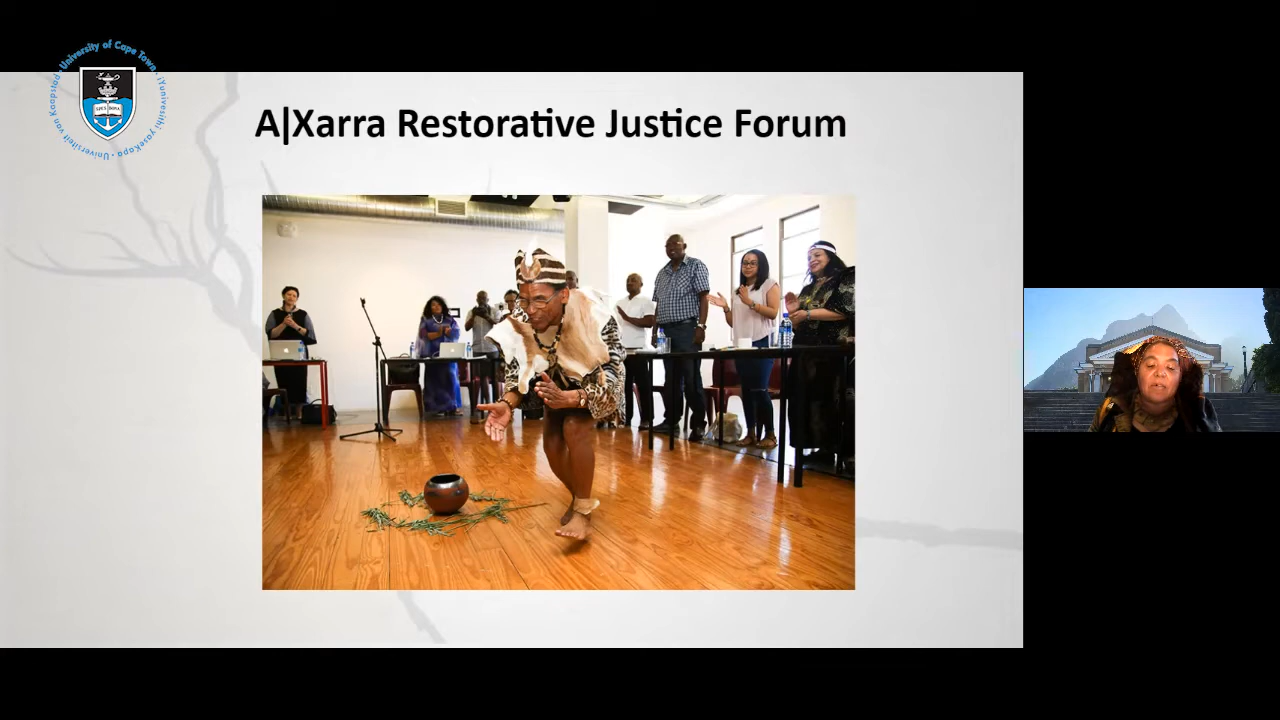 University of Cape Town · iYunivesithi yaseKapa · Universiteit van Kaapstad ·
A|Xarra Restorative Justice Forum